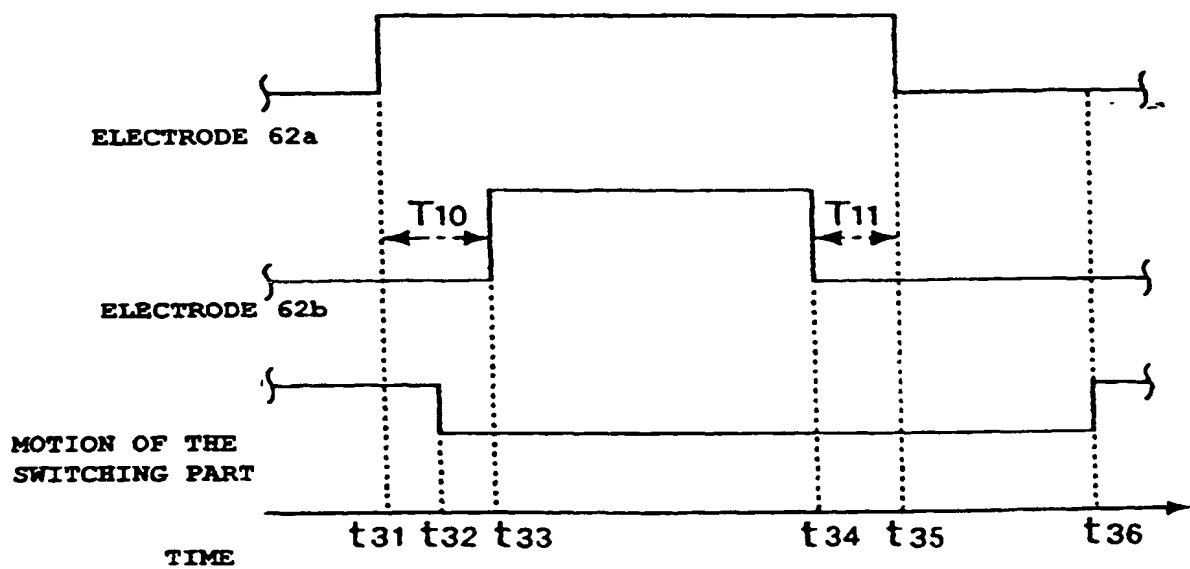 ELECTRODE 62a
T10
T11
ELECTRODE 62b
MOTION OF THE
SWITCHING PART
t31 t32 t33 t34 t35 t36
TIME